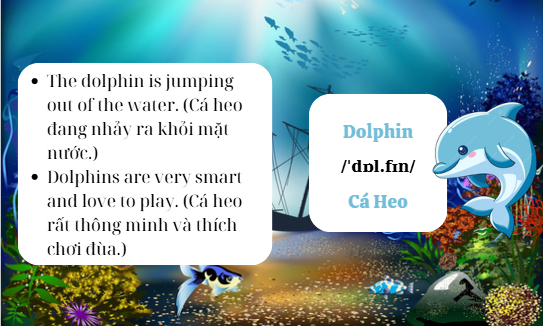 • The dolphin is jumping
out of the water. (Cá heo
đang nhảy ra khỏi mặt
nước.)
• Dolphins are very smart
and love to play. (Cá heo
rất thông minh và thích
chơi đùa.)
Dolphin
/ˈdɒl.fɪn/
Cá Heo